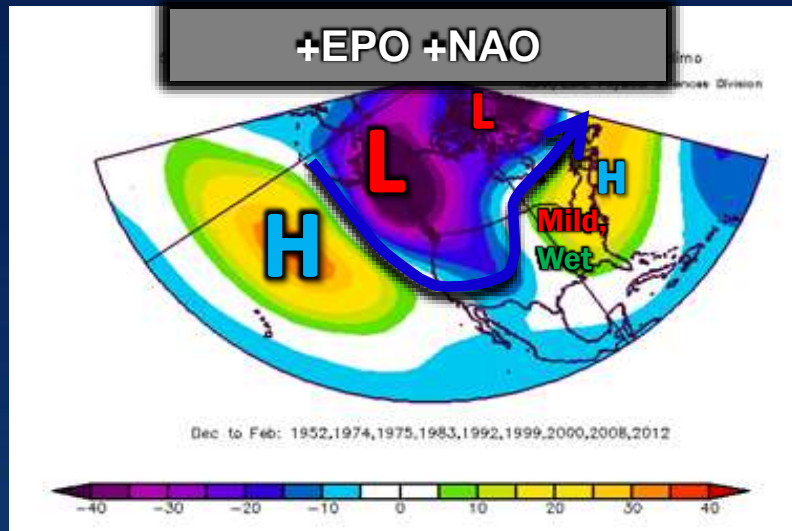 +EPO +NAO
Division
L
L
H
H
Mild,
Wet
Dec to Feb: 1952,1974,1975,1983,1992,1999,2000,2008,2012
-40 -30 -20 -10 0 10 20 30 40